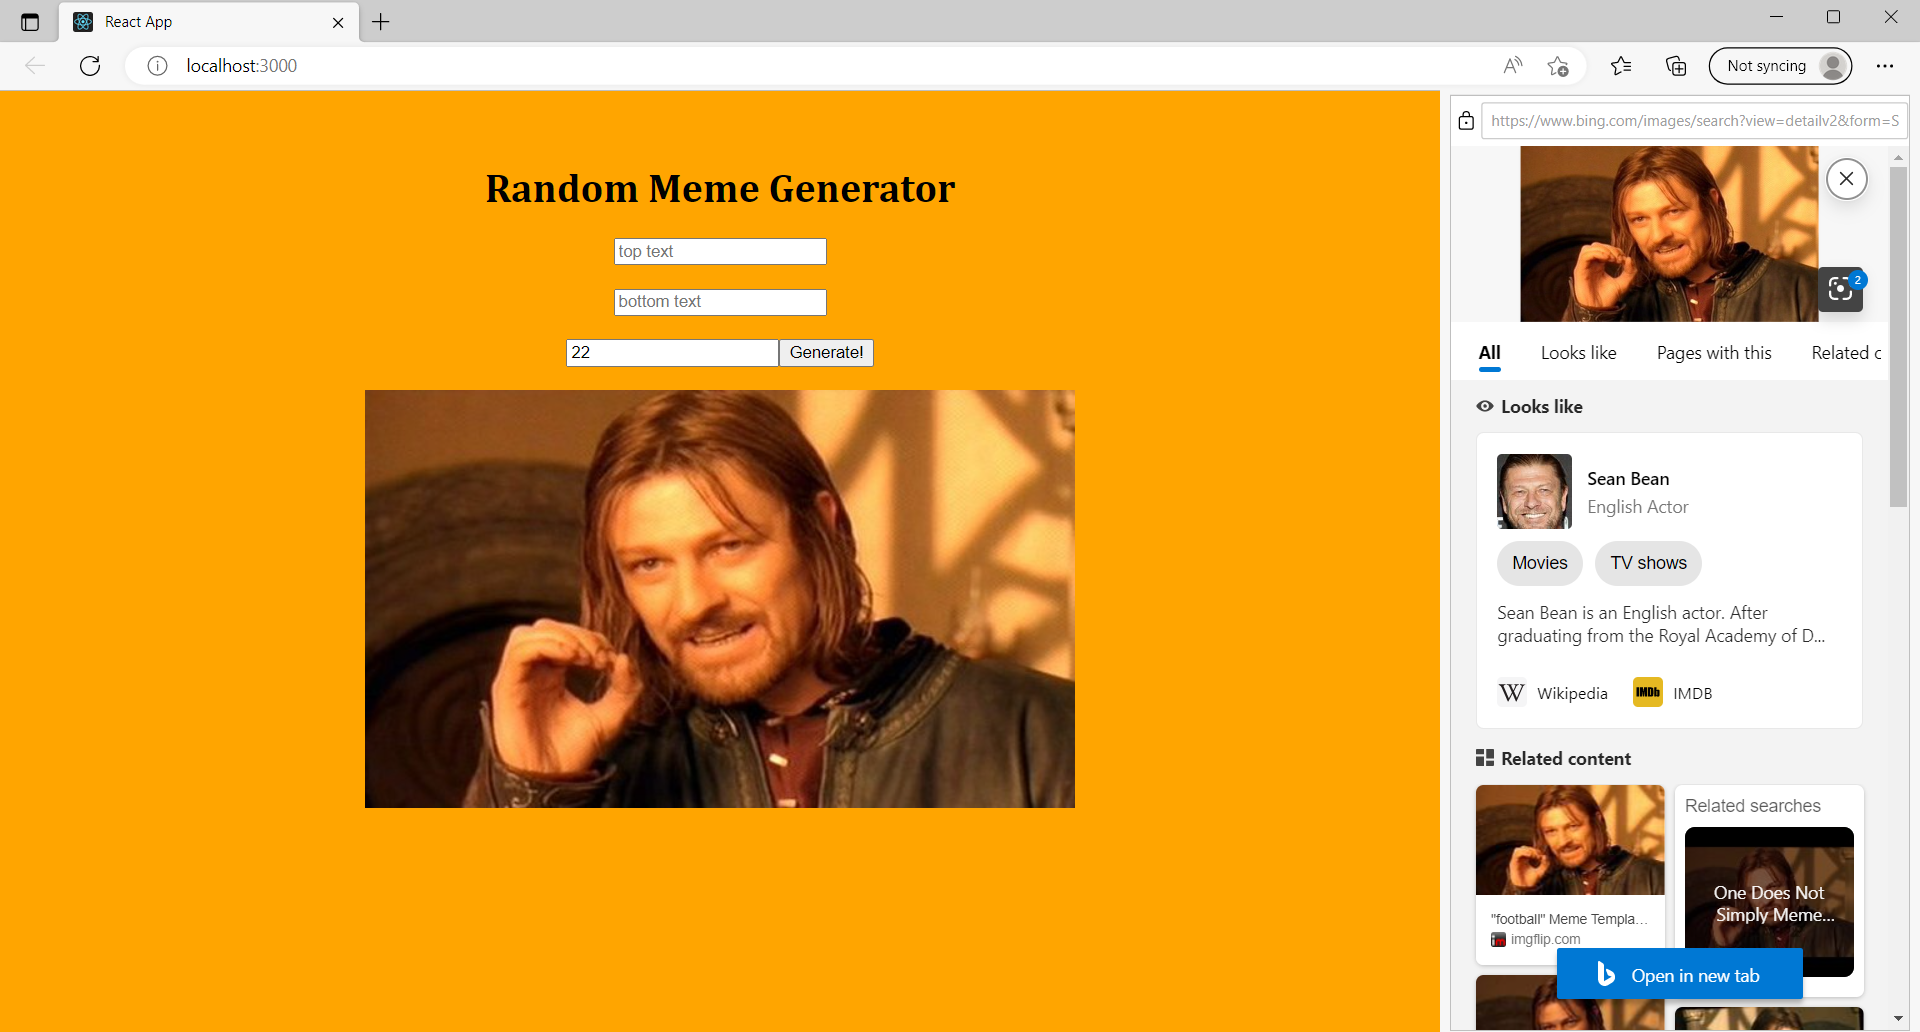 React App
localhost:3000
Not syncing
Random Meme Generator
top text
bottom text
22
Generate!
https://www.bing.com/images/search?view=detailv2&form=S
2
All
Looks like
Pages with this
Related c
Looks like
Sean Bean
English Actor
Movies
TV shows
Sean Bean is an English actor. After
graduating from the Royal Academy of D...
W Wikipedia
IMDb IMDB
Related content
"football" Meme Templa...
imgflip.com
Related searches
One Does Not
Simply Meme...
Open in new tab